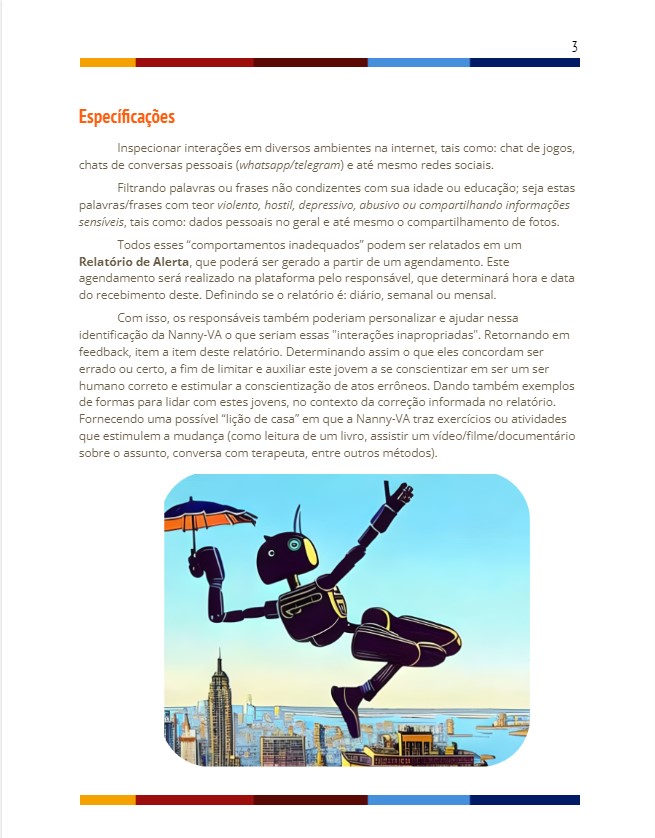 3
Específicações
Inspecionar interações em diversos ambientes na internet, tais como: chat de jogos,
chats de conversas pessoais (whatsapp/telegram) e até mesmo redes sociais.
Filtrando palavras ou frases não condizentes com sua idade ou educação; seja estas
palavras/frases com teor violento, hostil, depressivo, abusivo ou compartilhando informações
sensíveis, tais como: dados pessoais no geral e até mesmo o compartilhamento de fotos.
Todos esses “comportamentos inadequados” podem ser relatados em um
Relatório de Alerta, que poderá ser gerado a partir de um agendamento. Este
agendamento será realizado na plataforma pelo responsável, que determinará hora e data
do recebimento deste. Definindo se o relatório é: diário, semanal ou mensal.
Com isso, os responsáveis também poderiam personalizar e ajudar nessa
identificação da Nanny-VA o que seriam essas "interações inapropriadas". Retornando em
feedback, item a item deste relatório. Determinando assim o que eles concordam ser
errado ou certo, a fim de limitar e auxiliar este jovem a se conscientizar em ser um ser
humano correto e estimular a conscientização de atos errôneos. Dando também exemplos
de formas para lidar com estes jovens, no contexto da correção informada no relatório.
Fornecendo uma possível “lição de casa” em que a Nanny-VA traz exercícios ou atividades
que estimulem a mudança (como leitura de um livro, assistir um vídeo/filme/documentário
sobre o assunto, conversa com terapeuta, entre outros métodos).